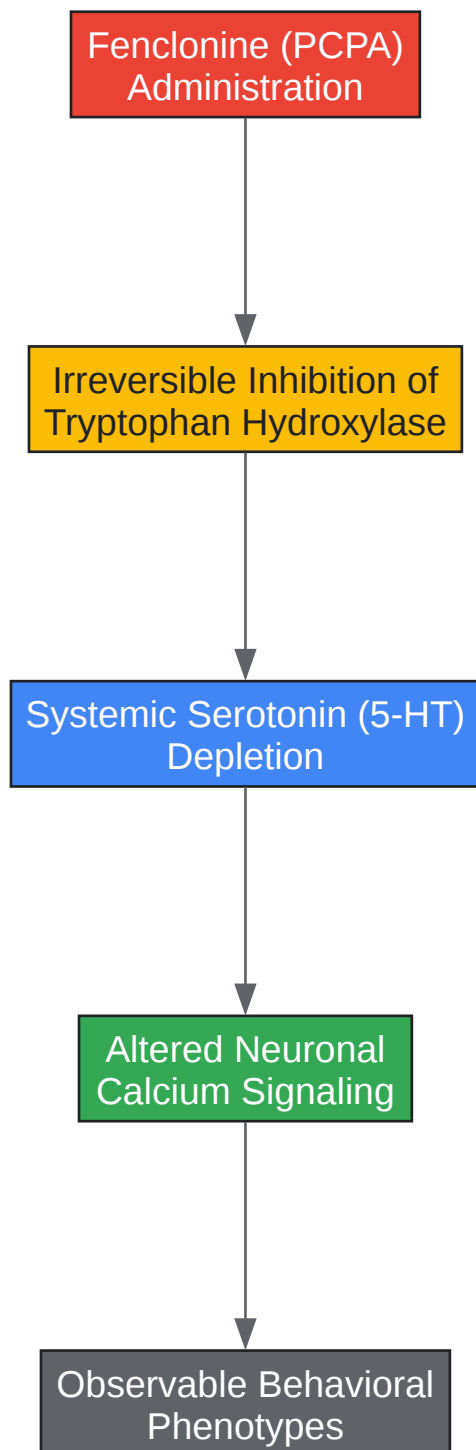 Fenclonine (PCPA)
Administration
Irreversible Inhibition of
Tryptophan Hydroxylase
Systemic Serotonin (5-HT)
Depletion
Altered Neuronal
Calcium Signaling
Observable Behavioral
Phenotypes